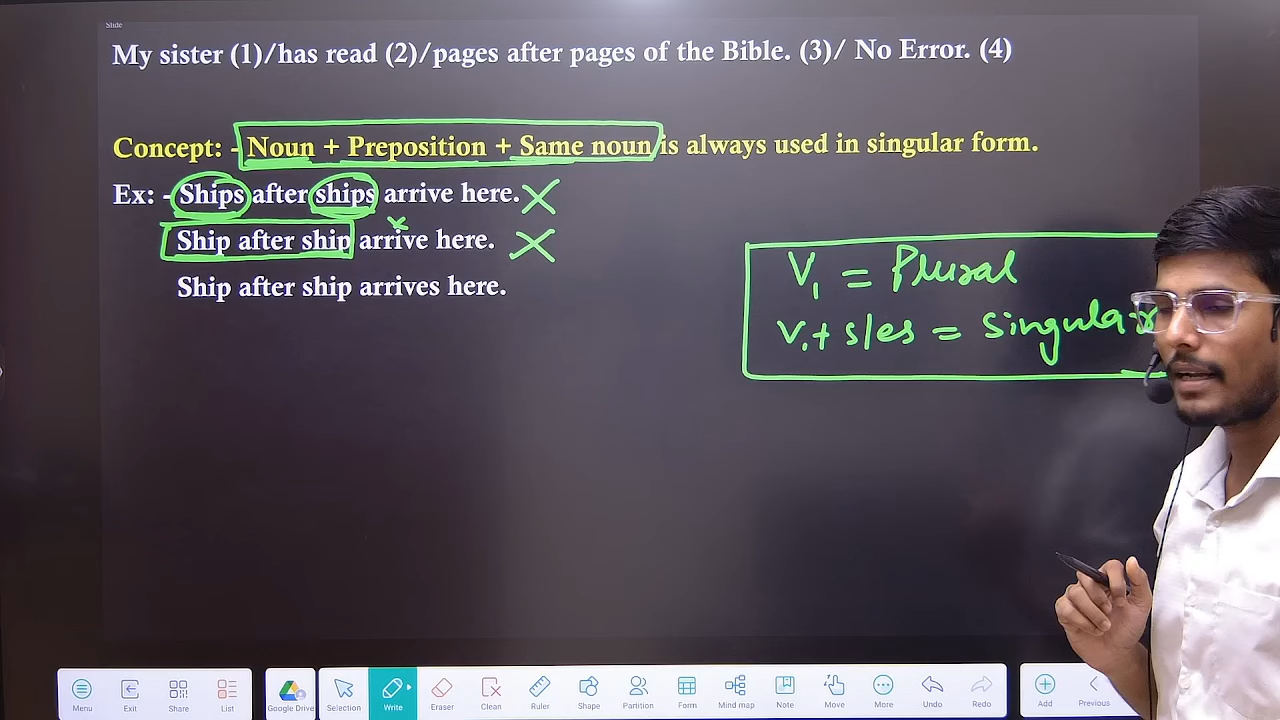 Slide
My sister (1)/has read (2)/pages after pages of the Bible. (3)/ No Error. (4)
Concept: - Noun + Preposition + Same noun is always used in singular form.
Ex: - Ships after ships arrive here. X
x
Ship after ship arrive here. X
Ship after ship arrives here.
V1 = Plural
V1+ s/es = Singular
Menu Exit Share List Google Drive Selection Write Eraser Clean Ruler Shape Partition Form Mind map Note Move More Undo Redo Add Previous